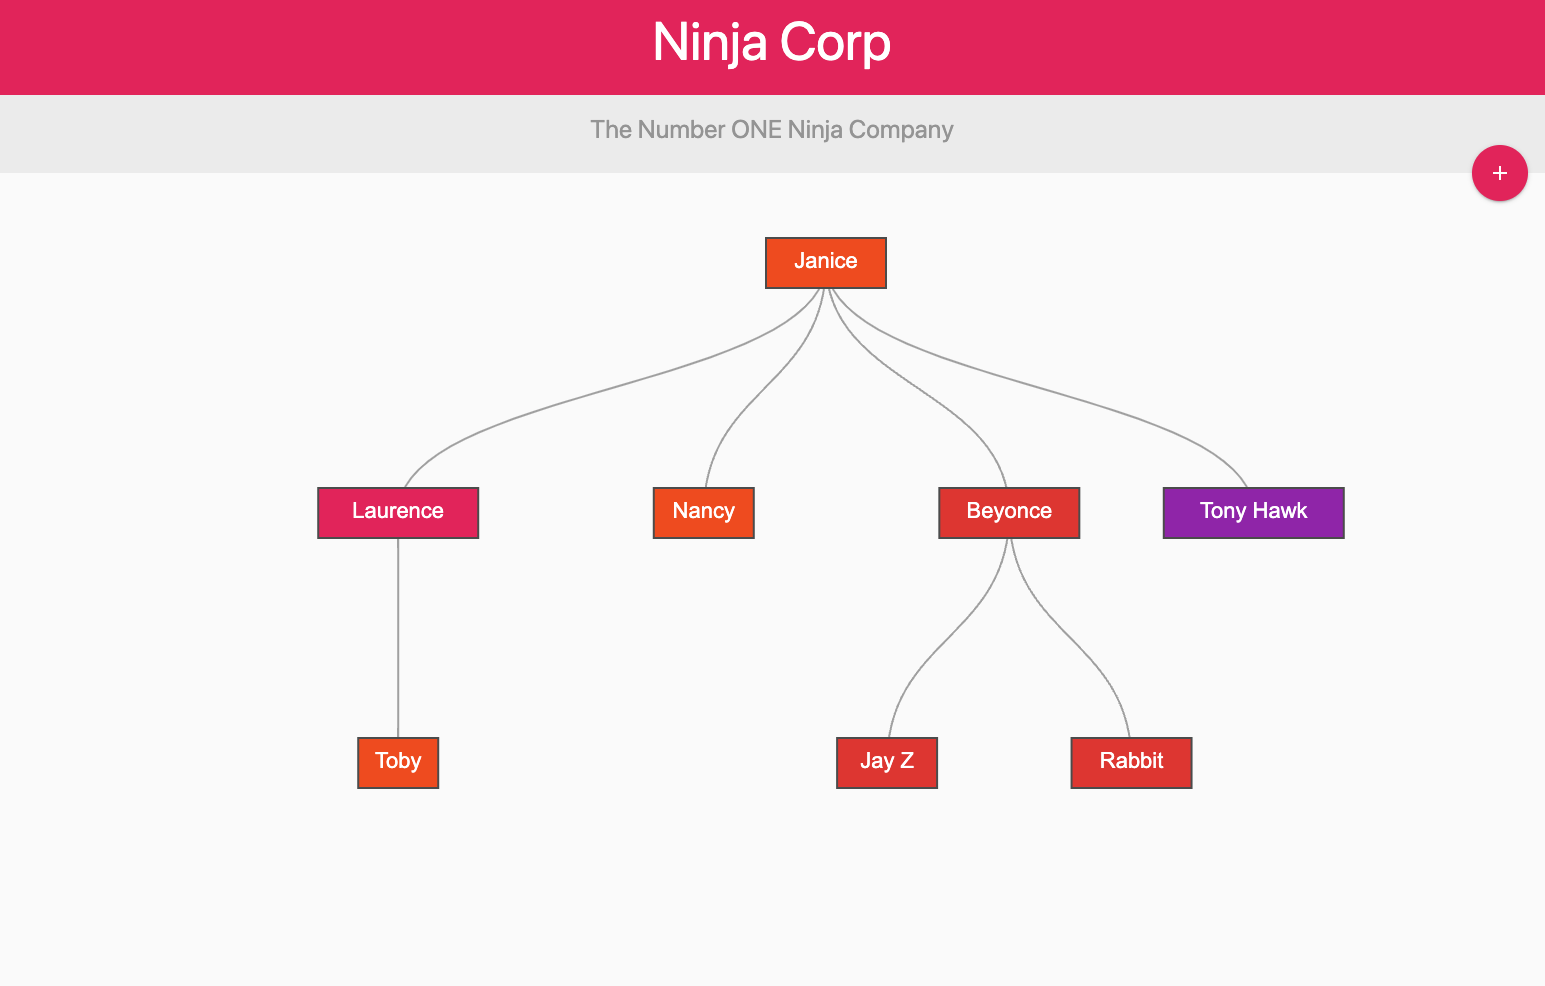 Ninja Corp
The Number ONE Ninja Company
+
Janice
Laurence
Nancy
Beyonce
Tony Hawk
Toby
Jay Z
Rabbit